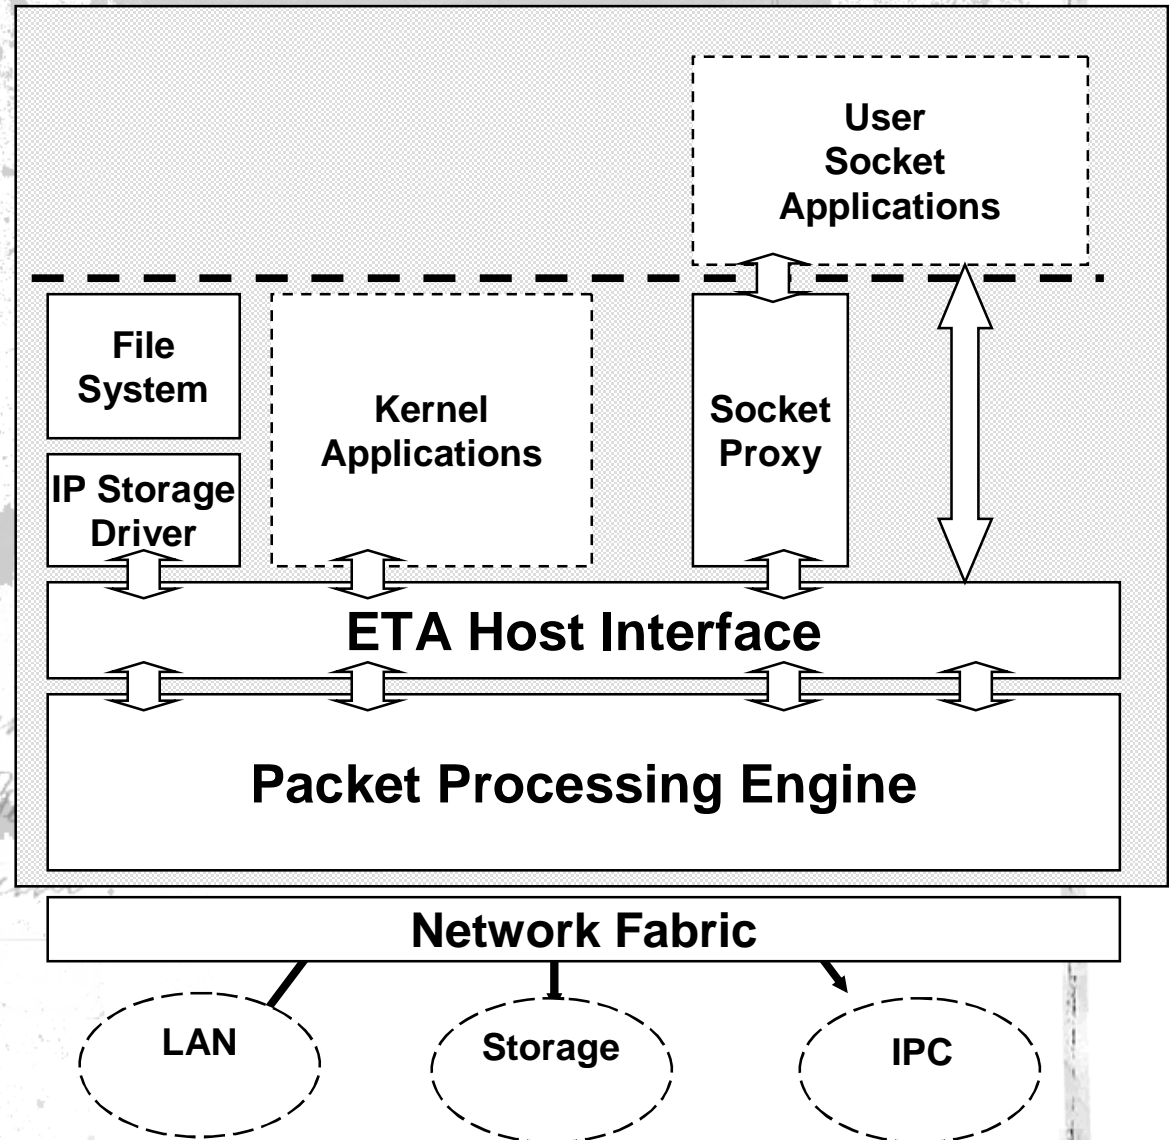 User
Socket
Applications
File
System
Kernel
Applications
Socket
Proxy
IP Storage
Driver
ETA Host Interface
Packet Processing Engine
Network Fabric
LAN
Storage
IPC